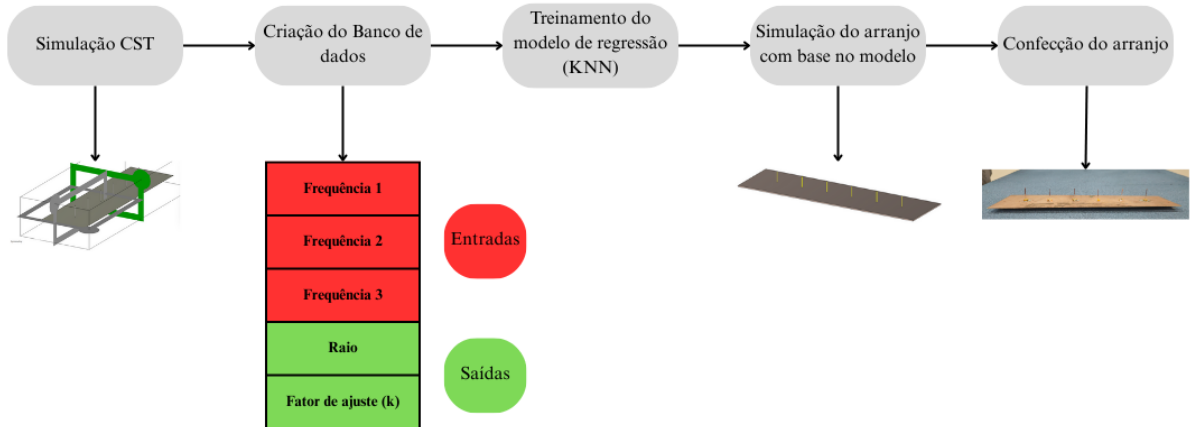 Simulação CST
Criação do Banco de
dados
Treinamento do
modelo de regressão
(KNN)
Simulação do arranjo
com base no modelo
Confecção do arranjo
Frequência 1
Frequência 2
Frequência 3
Raio
Fator de ajuste (k)
Entradas
Saídas